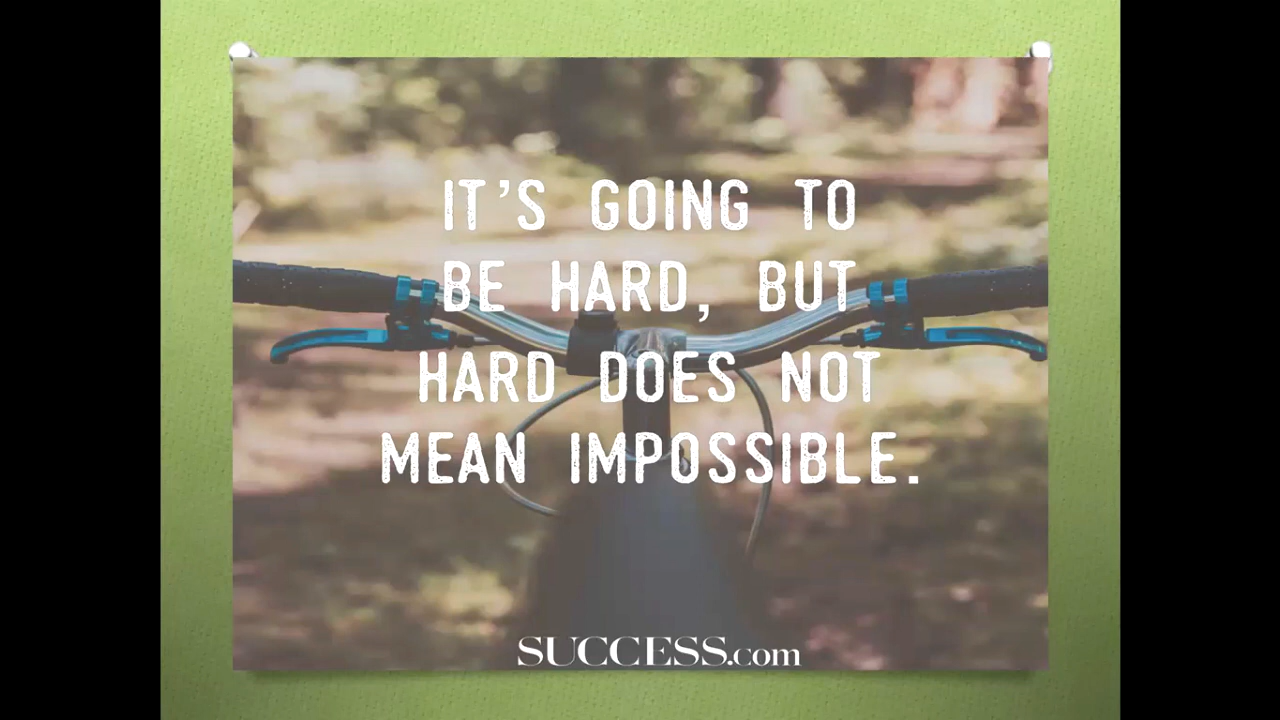 IT'S GOING TO
BE HARD, BUT
HARD DOES NOT
MEAN IMPOSSIBLE.
SUCCESS.com